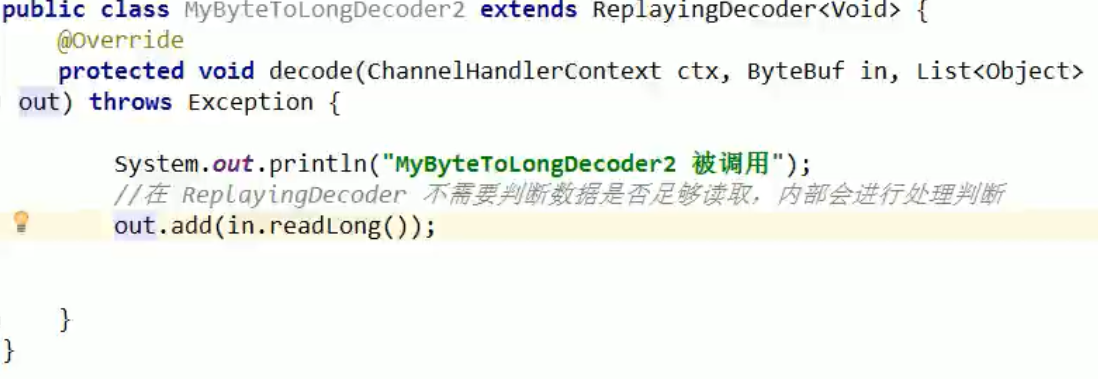 public class MyByteToLongDecoder2 extends ReplayingDecoder<Void> {
@Override
protected void decode(ChannelHandlerContext ctx, ByteBuf in, List<Object>
out) throws Exception {
System.out.println("MyByteToLongDecoder2 被调用");
//在 ReplayingDecoder 不需要判断数据是否足够读取，内部会进行处理判断
out.add(in.readLong());
}
}